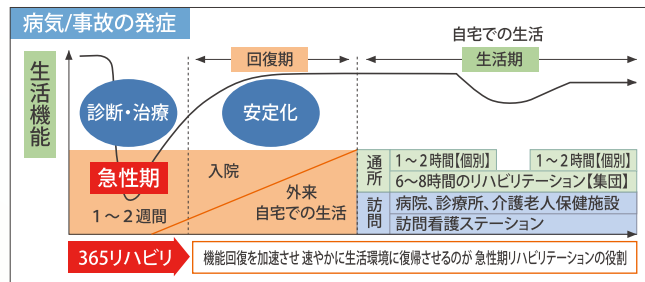 病気/事故の発症
自宅での生活
回復期
生活期
生活機能
診断・治療
安定化
急性期
1～2週間
入院
外来
自宅での生活
通所
1～2時間【個別】
1～2時間【個別】
6～8時間のリハビリテーション【集団】
訪問
病院、診療所、介護老人保健施設
訪問看護ステーション
365リハビリ
機能回復を加速させ 速やかに生活環境に復帰させるのが 急性期リハビリテーションの役割